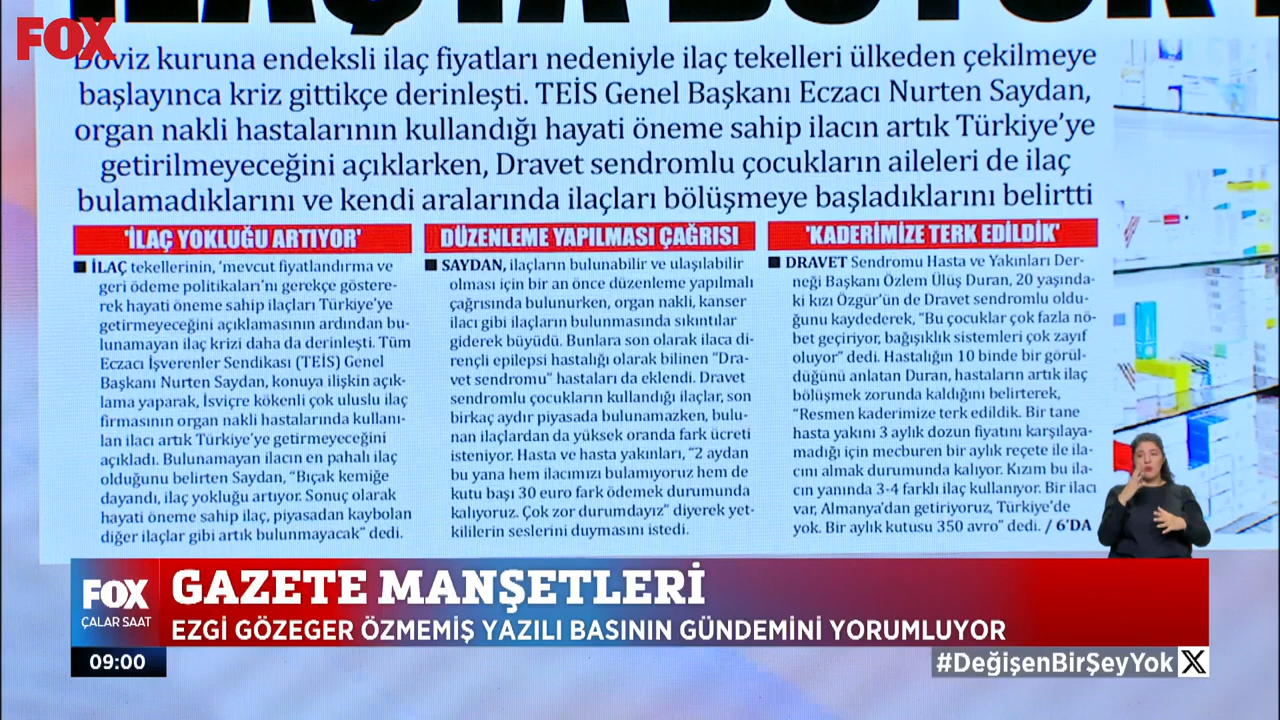 FOX
Döviz kuruna endeksli ilaç fiyatları nedeniyle ilaç tekelleri ülkeden çekilmeye
başlayınca kriz gittikçe derinleşti. TEİS Genel Başkanı Eczacı Nurten Saydan,
organ nakli hastalarının kullandığı hayati öneme sahip ilacın artık Türkiye’ye
getirilmeyeceğini açıklarken, Dravet sendromlu çocukların aileleri de ilaç
bulamadıklarını ve kendi aralarında ilaçları bölüşmeye başladıklarını belirtti
'İLAÇ YOKLUĞU ARTIYOR'
■ İLAÇ tekellerinin, ‘mevcut fiyatlandırma ve
geri ödeme politikaları’nı gerekçe göstere-
rek hayati öneme sahip ilaçları Türkiye’ye
getirmeyeceğini açıklamasının ardından bu-
lunamayan ilaç krizi daha da derinleşti. Tüm
Eczacı İşverenler Sendikası (TEİS) Genel
Başkanı Nurten Saydan, konuya ilişkin açık-
lama yaparak, İsviçre kökenli çok uluslu ilaç
firmasının organ nakli hastalarında kullanı-
lan ilacı artık Türkiye’ye getirmeyeceğini
açıkladı. Bulunamayan ilacın en pahalı ilaç
olduğunu belirten Saydan, “Bıçak kemiğe
dayandı, ilaç yokluğu artıyor. Sonuç olarak
hayati öneme sahip ilaç, piyasadan kaybolan
diğer ilaçlar gibi artık bulunmayacak” dedi.
DÜZENLEME YAPILMASI ÇAĞRISI
■ SAYDAN, ilaçların bulunabilir ve ulaşılabilir
olması için bir an önce düzenleme yapılmalı
çağrısında bulunurken, organ nakli, kanser
ilacı gibi ilaçların bulunmasında sıkıntılar
giderek büyüdü. Bunlara son olarak ilaca di-
rençli epilepsi hastalığı olarak bilinen “Dra-
vet sendromu” hastaları da eklendi. Dravet
sendromlu çocukların kullandığı ilaçlar, son
birkaç aydır piyasada bulunamazken, bulu-
nan ilaçlardan da yüksek oranda fark ücreti
isteniyor. Hasta ve hasta yakınları, “2 aydan
bu yana hem ilacımızı bulamıyoruz hem de
kutu başı 30 euro fark ödemek durumunda
kalıyoruz. Çok zor durumdayız” diyerek yet-
kililerin seslerini duymasını istedi.
'KADERİMİZE TERK EDİLDİK'
■ DRAVET Sendromu Hasta ve Yakınları Der-
neği Başkanı Özlem Ülüş Duran, 20 yaşında-
ki kızı Özgür’ün de Dravet sendromlu oldu-
ğunu kaydederek, “Bu çocuklar çok fazla nö-
bet geçiriyor, bağışıklık sistemleri çok zayıf
oluyor” dedi. Hastalığın 10 binde bir görül-
düğünü anlatan Duran, hastaların artık ilaç
bölüşmek zorunda kaldığını belirterek,
“Resmen kaderimize terk edildik. Bir tane
hasta yakını 3 aylık dozun fiyatını karşılaya-
madığı için mecburen bir aylık reçete ile ila-
cını almak durumunda kalıyor. Kızım bu ila-
cın yanında 3-4 farklı ilaç kullanıyor. Bir ilacı
var, Almanya’dan getiriyoruz, Türkiye’de
yok. Bir aylık kutusu 350 avro” dedi. / 6’DA
FOX
ÇALAR SAAT
GAZETE MANŞETLERİ
EZGİ GÖZEGER ÖZMEMİŞ YAZILI BASININ GÜNDEMİNİ YORUMLUYOR
09:00
#DeğişenBirŞeyYok X